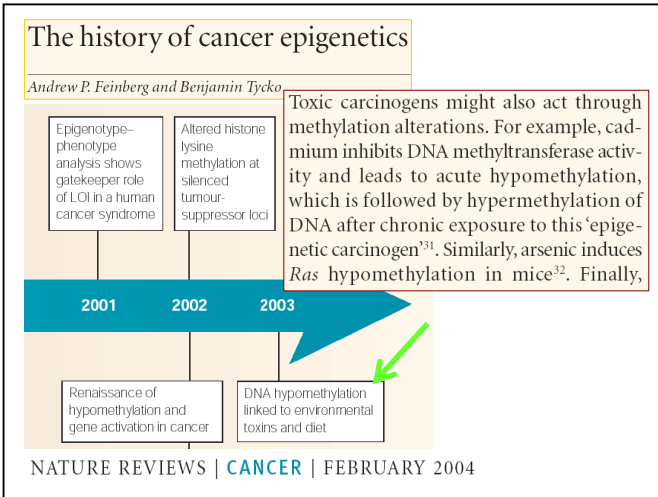 The history of cancer epigenetics
Andrew P. Feinberg and Benjamin Tycko
Toxic carcinogens might also act through
methylation alterations. For example, cad-
mium inhibits DNA methyltransferase activ-
ity and leads to acute hypomethylation,
which is followed by hypermethylation of
DNA after chronic exposure to this ‘epige-
netic carcinogen’³¹. Similarly, arsenic induces
Ras hypomethylation in mice³². Finally,
Epigenotype–
phenotype
analysis shows
gatekeeper role
of LOI in a human
cancer syndrome
Altered histone
lysine
methylation at
silenced
tumour-
suppressor loci
2001
2002
2003
Renaissance of
hypomethylation and
gene activation in cancer
DNA hypomethylation
linked to environmental
toxins and diet
NATURE REVIEWS | CANCER | FEBRUARY 2004